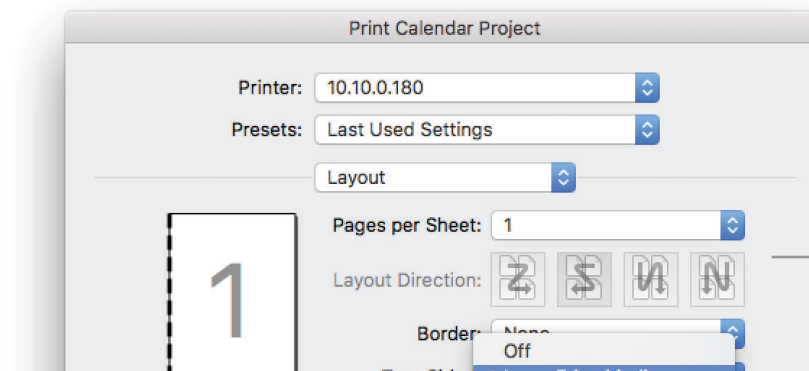 Print Calendar Project
Printer: 10.10.0.180
Presets: Last Used Settings
Layout
Pages per Sheet: 1
1
Layout Direction:
Border: None
Off